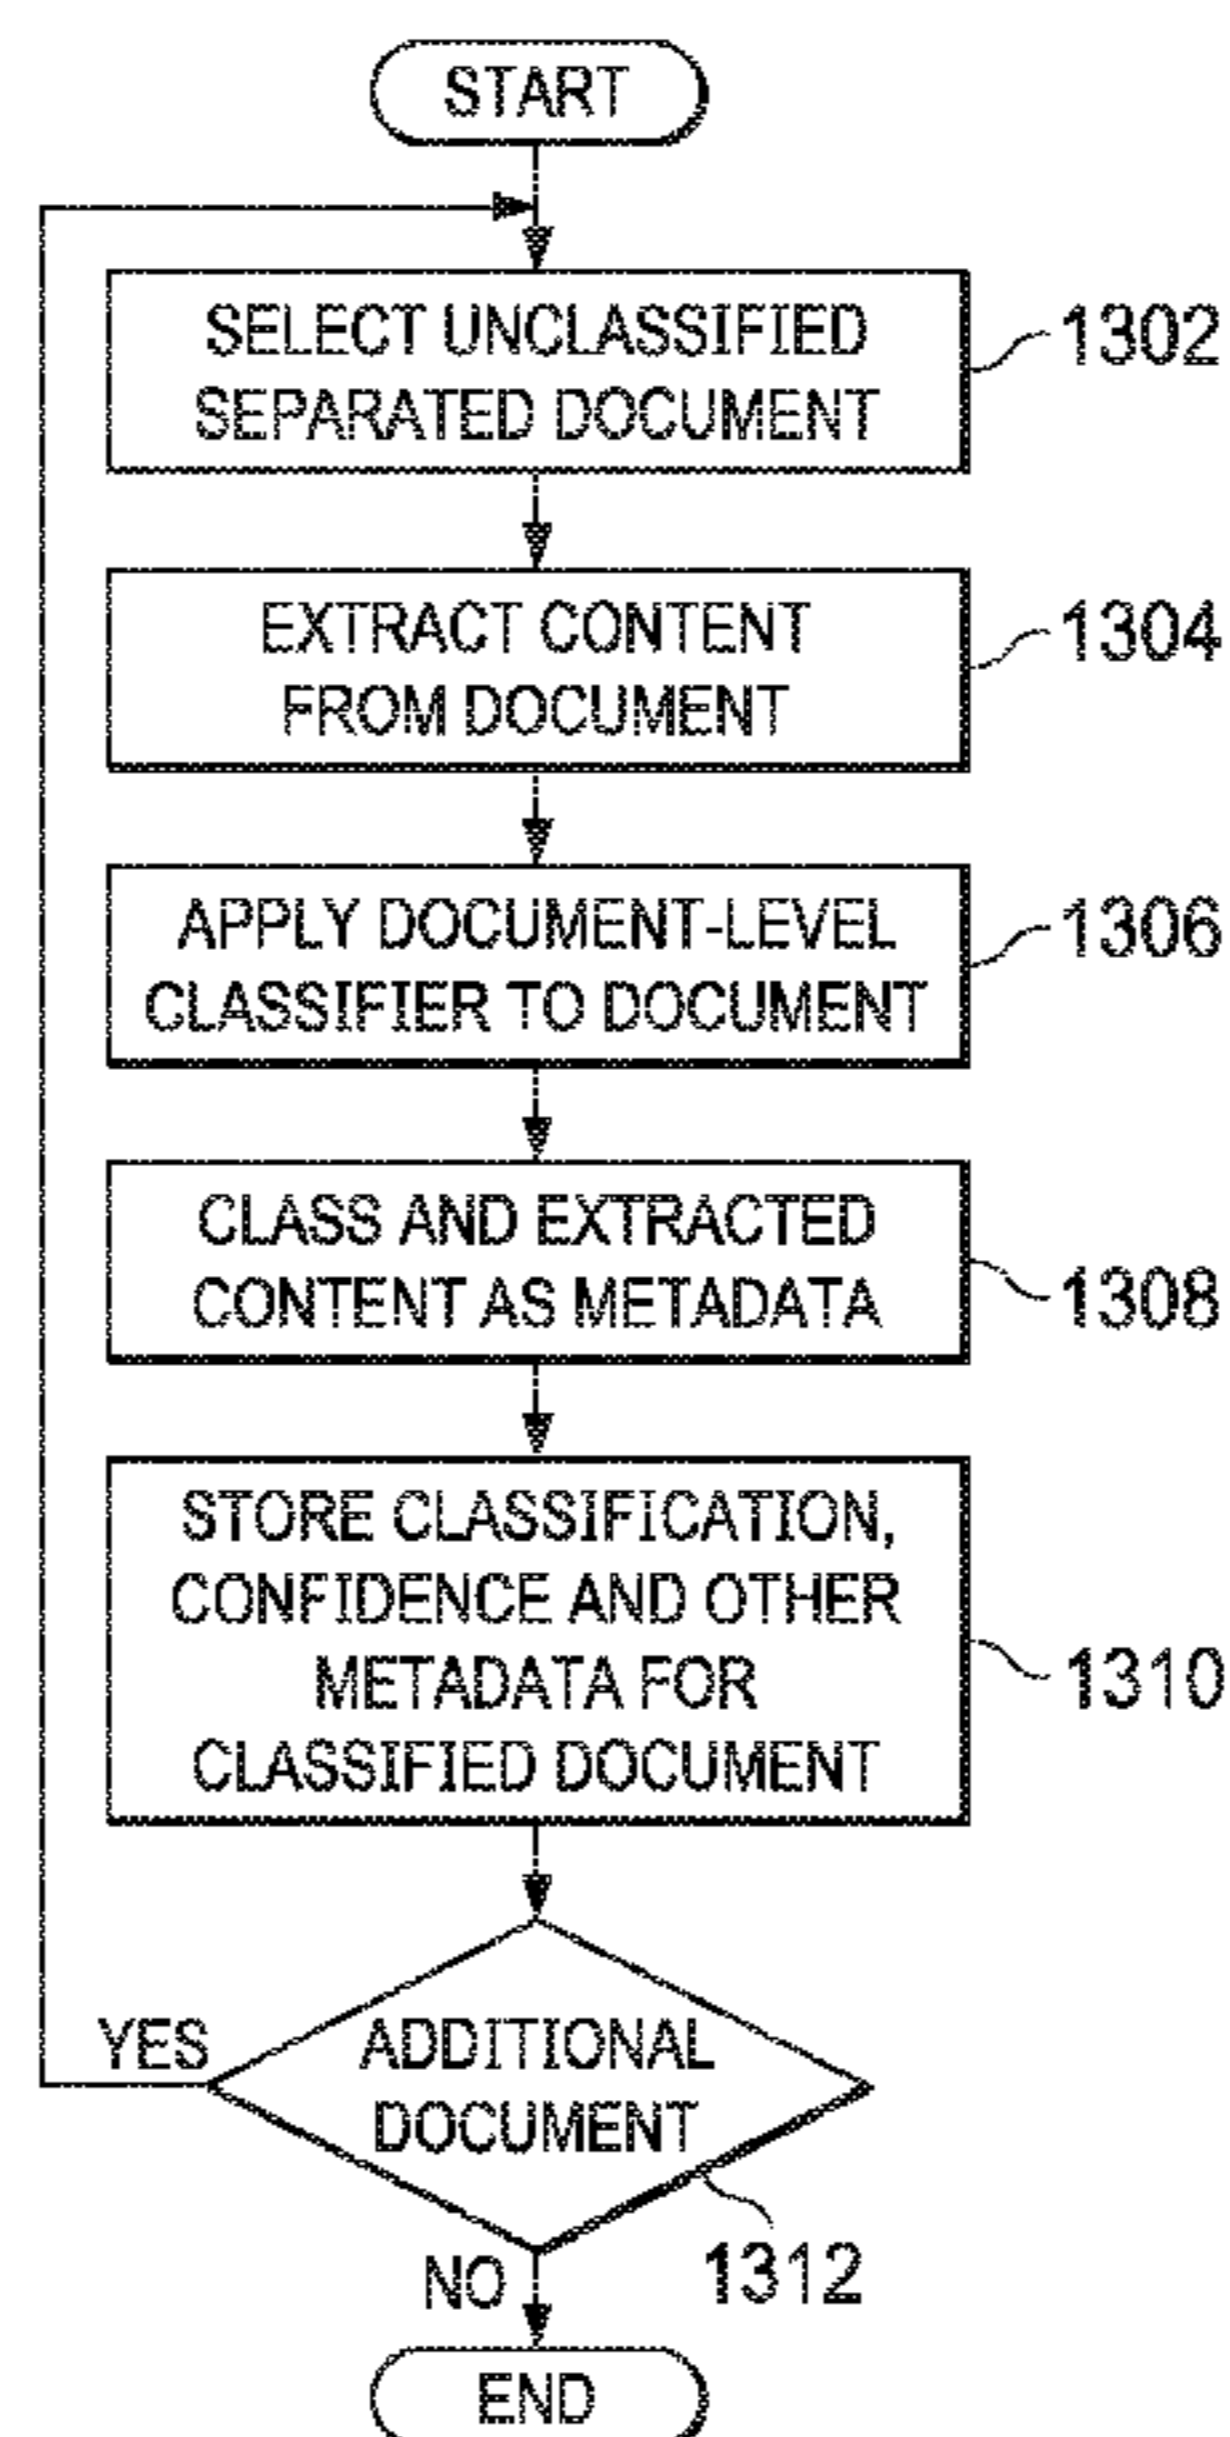 START
SELECT UNCLASSIFIED
SEPARATED DOCUMENT
1302
EXTRACT CONTENT
FROM DOCUMENT
1304
APPLY DOCUMENT-LEVEL
CLASSIFIER TO DOCUMENT
1306
CLASS AND EXTRACTED
CONTENT AS METADATA
1308
STORE CLASSIFICATION,
CONFIDENCE AND OTHER
METADATA FOR
CLASSIFIED DOCUMENT
1310
YES
ADDITIONAL
DOCUMENT
NO
1312
END